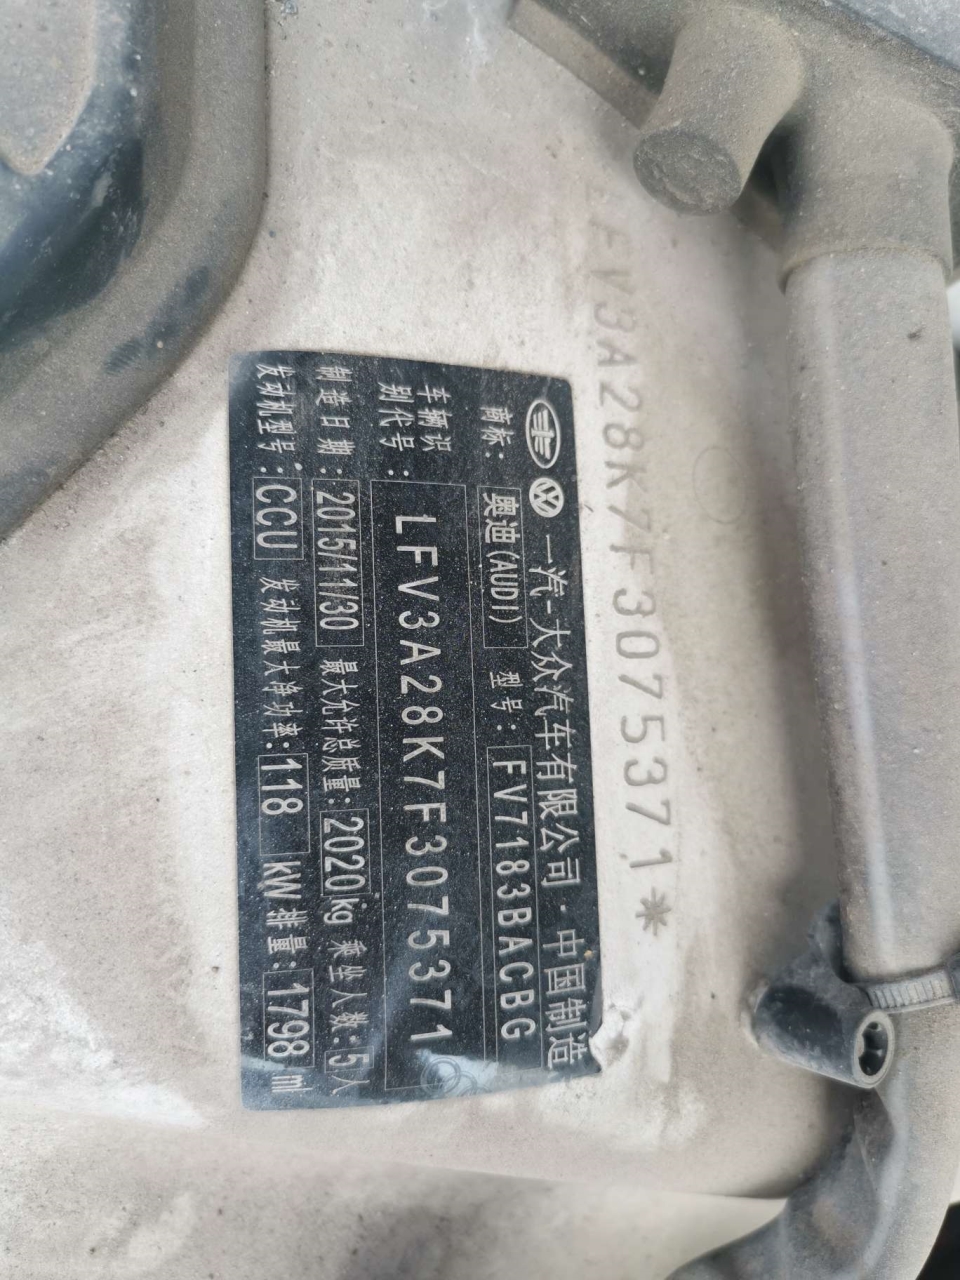 一汽-大众汽车有限公司·中国制造
商标: 奥迪(AUDI) 型号: FV7183BACBG
车辆识别代号: LFV3A28K7F3075371
制造日期: 2015/11/30 最大允许总质量: 2020kg 乘坐人数: 5人
发动机型号: CCU 发动机最大净功率: 118 kW 排量: 1798 ml
LFV3A28K7F3075371*